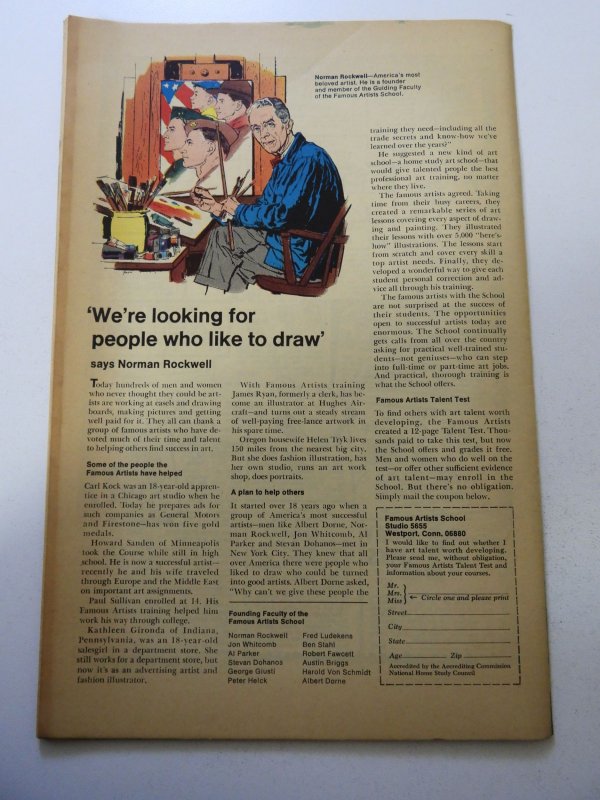 Norman Rockwell—America's most
beloved artist. He is a founder
and member of the Guiding Faculty
of the Famous Artists School.
'We're looking for
people who like to draw'
says Norman Rockwell
Today hundreds of men and women
who never thought they could be art-
ists are working at easels and drawing
boards, making pictures and getting
well paid for it. They all can thank a
group of famous artists who have de-
voted much of their time and talent
to helping others find success in art.
Some of the people the
Famous Artists have helped
Carl Kock was an 18-year-old appren-
tice in a Chicago art studio when he
enrolled. Today he prepares ads for
such companies as General Motors
and Firestone—has won five gold
medals.
Howard Sanden of Minneapolis
took the Course while still in high
school. He is now a successful artist—
recently he and his wife traveled
through Europe and the Middle East
on important art assignments.
Paul Sullivan enrolled at 14. His
Famous Artists training helped him
work his way through college.
Kathleen Gironda of Indiana,
Pennsylvania, was an 18-year-old
salesgirl in a department store. She
still works for a department store, but
now it's as an advertising artist and
fashion illustrator.
With Famous Artists training
James Ryan, formerly a clerk, has be-
come an illustrator at Hughes Air-
craft—and turns out a steady stream
of well-paying free-lance artwork in
his spare time.
Oregon housewife Helen Tryk lives
150 miles from the nearest big city.
But she does fashion illustration, has
her own studio, runs an art work
shop, does portraits.
A plan to help others
It started over 18 years ago when a
group of America's most successful
artists—men like Albert Dorne, Nor-
man Rockwell, Jon Whitcomb, Al
Parker and Stevan Dohanos—met in
New York City. They knew that all
over America there were people who
liked to draw who could be turned
into good artists. Albert Dorne asked,
"Why can't we give these people the
Founding Faculty of the
Famous Artists School
Norman Rockwell
Jon Whitcomb
Al Parker
Stevan Dohanos
George Giusti
Peter Helck
Fred Ludekens
Ben Stahl
Robert Fawcett
Austin Briggs
Harold Von Schmidt
Albert Dorne
training they need—including all the
trade secrets and know-how we've
learned over the years?"
He suggested a new kind of art
school—a home study art school—that
would give talented people the best
professional art training, no matter
where they live.
The famous artists agreed. Taking
time from their busy careers, they
created a remarkable series of art
lessons covering every aspect of draw-
ing and painting. They illustrated
their lessons with over 5,000 "here's-
how" illustrations. The lessons start
from scratch and cover every skill a
top artist needs. Finally, they de-
veloped a wonderful way to give each
student personal correction and ad-
vice all through his training.
The famous artists with the School
are not surprised at the success of
their students. The opportunities
open to successful artists today are
enormous. The School continually
gets calls from all over the country
asking for practical well-trained stu-
dents—not geniuses—who can step
into full-time or part-time art jobs.
And practical, thorough training is
what the School offers.
Famous Artists Talent Test
To find others with art talent worth
developing, the Famous Artists
created a 12-page Talent Test. Thou-
sands paid to take this test, but now
the School offers and grades it free.
Men and women who do well on the
test—or offer other sufficient evidence
of art talent—may enroll in the
School. But there's no obligation.
Simply mail the coupon below.
Famous Artists School
Studio 5655
Westport, Conn. 06880
I would like to find out whether I
have art talent worth developing.
Please send me, without obligation,
your Famous Artists Talent Test and
information about your courses.
Mr.
Mrs. ← Circle one and please print
Miss
Street
City
State
Age Zip
Accredited by the Accrediting Commission
National Home Study Council